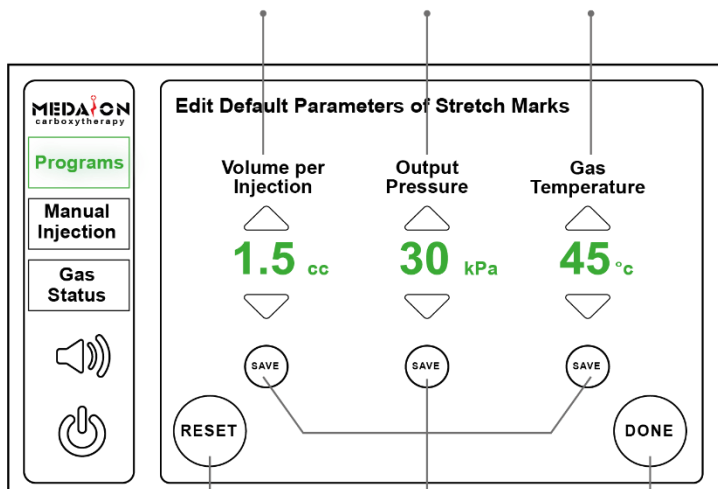 MEDAION
carboxytherapy
Programs
Manual
Injection
Gas
Status
Edit Default Parameters of Stretch Marks
Volume per
Injection
Output
Pressure
Gas
Temperature
1.5 cc
30 kPa
45 °c
SAVE
SAVE
SAVE
RESET
DONE